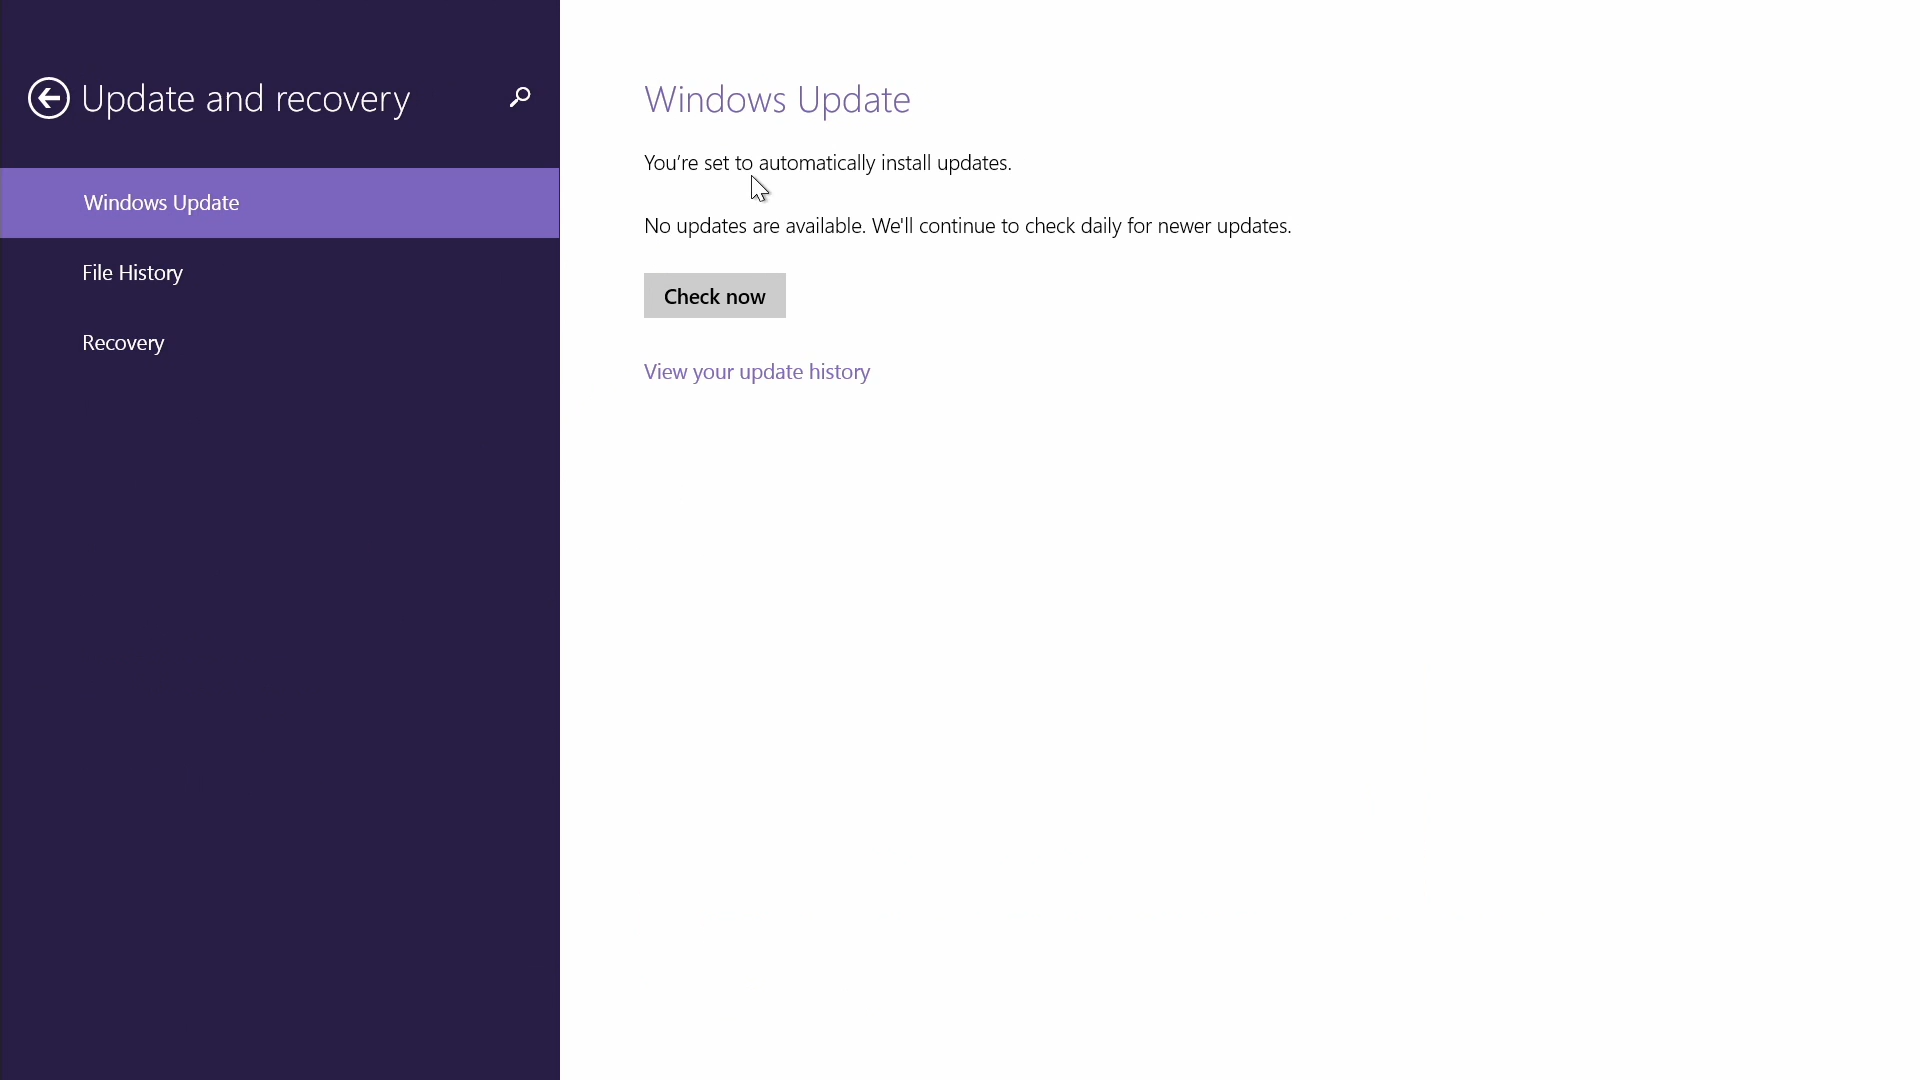 Update and recovery
Windows Update
File History
Recovery
Windows Update
You’re set to automatically install updates.
No updates are available. We'll continue to check daily for newer updates.
Check now
View your update history